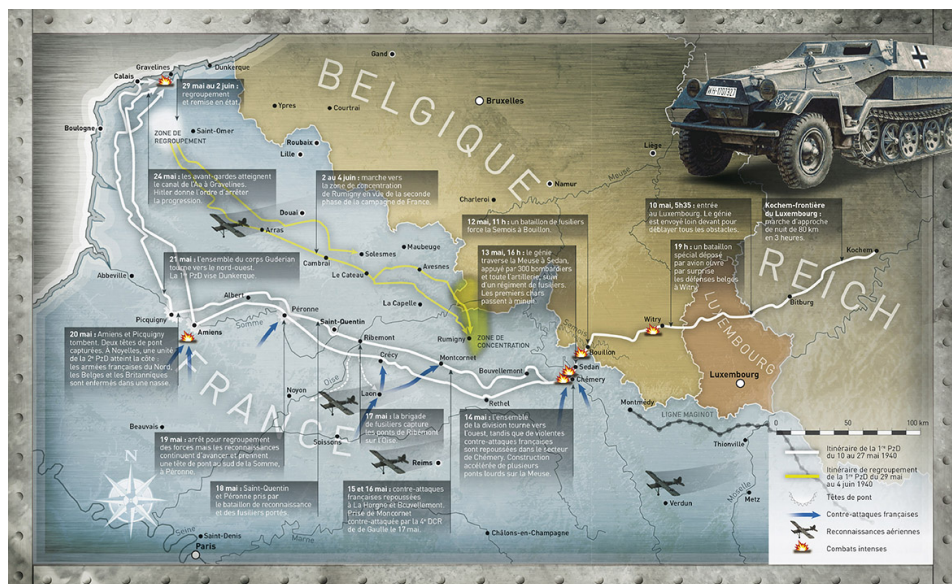 Gravelines
Dunkerque
Calais
Gand
29 mai au 2 juin :
regroupement
et remise en état.
BELGIQUE
Bruxelles
Ypres
Courtrai
Boulogne
ZONE DE
REGROUPEMENT
Saint-Omer
Roubaix
Lille
WH-1707327
Liège
Meuse
24 mai : les avant-gardes atteignent
le canal de l'Aa à Gravelines.
Hitler donne l'ordre d'arrêter
la progression.
2 au 4 juin : marche vers
la zone de concentration
de Rumigny en vue de la seconde
phase de la campagne de France.
Namur
Charleroi
Douai
Arras
12 mai, 11 h : un bataillon de fusiliers
force la Semois à Bouillon.
10 mai, 5h35 : entrée
au Luxembourg. Le génie
est envoyé loin devant pour
déblayer tous les obstacles.
Kochem-frontière
du Luxembourg :
marche d'approche
de nuit de 80 km
en 3 heures.
21 mai : l'ensemble du corps Guderian
tourne vers le nord-ouest.
La 1re PzD vise Dunkerque.
Solesmes
Maubeuge
Cambrai
Le Cateau
Avesnes
13 mai, 16 h : le génie
traverse la Meuse à Sedan,
appuyé par 300 bombardiers
et toute l'artillerie, suivi
d'un régiment de fusiliers.
Les premiers chars
passent à minuit.
19 h : un bataillon
spécial déposé
par avion ouvre
par surprise
les défenses belges
à Witry.
Kochem
REICH
Abbeville
Albert
Péronne
La Capelle
Bitburg
Picquigny
Amiens
Somme
Saint-Quentin
Ribemont
Rumigny
ZONE DE
CONCENTRATION
Semois
Witry
LUXEMBOURG
20 mai : Amiens et Picquigny
tombent. Deux têtes de pont
capturées. À Noyelles, une unité
de la 2e PzD atteint la côte :
les armées françaises du Nord,
les Belges et les Britanniques
sont enfermés dans une nasse.
FRANCE
Crécy
Montcornet
Bouillon
Sedan
Bouvellemont
Chémery
Luxembourg
Noyon
Oise
Laon
Rethel
Montmédy
LIGNE MAGINOT
Beauvais
17 mai : la brigade
de fusiliers capture
les ponts de Ribemont
sur l'Oise.
14 mai : l'ensemble
de la division tourne vers
l'ouest, tandis que de violentes
contre-attaques françaises
sont repoussées dans le secteur
de Chémery. Construction
accélérée de plusieurs
ponts lourds sur la Meuse.
19 mai : arrêt pour regroupement
des forces mais les reconnaissances
continuent d'avancer et prennent
une tête de pont au sud de la Somme,
à Péronne.
Soissons
Reims
Thionville
0 50 100 km
Itinéraire de la 1re PzD
du 10 au 27 mai 1940
Itinéraire de regroupement
de la 1re PzD du 29 mai
au 4 juin 1940
Têtes de pont
Contre-attaques françaises
Reconnaissances aériennes
Combats intenses
N
18 mai : Saint-Quentin
et Péronne pris par
le bataillon de reconnaissance
et des fusiliers portés.
15 et 16 mai : contre-attaques
françaises repoussées
à La Horgne et Bouvellemont.
Prise de Moncornet
contre-attaquée par la 4e DCR
de de Gaulle le 17 mai.
Verdun
Moselle
Metz
Seine
Saint-Denis
Paris
Marne
Châlons-en-Champagne